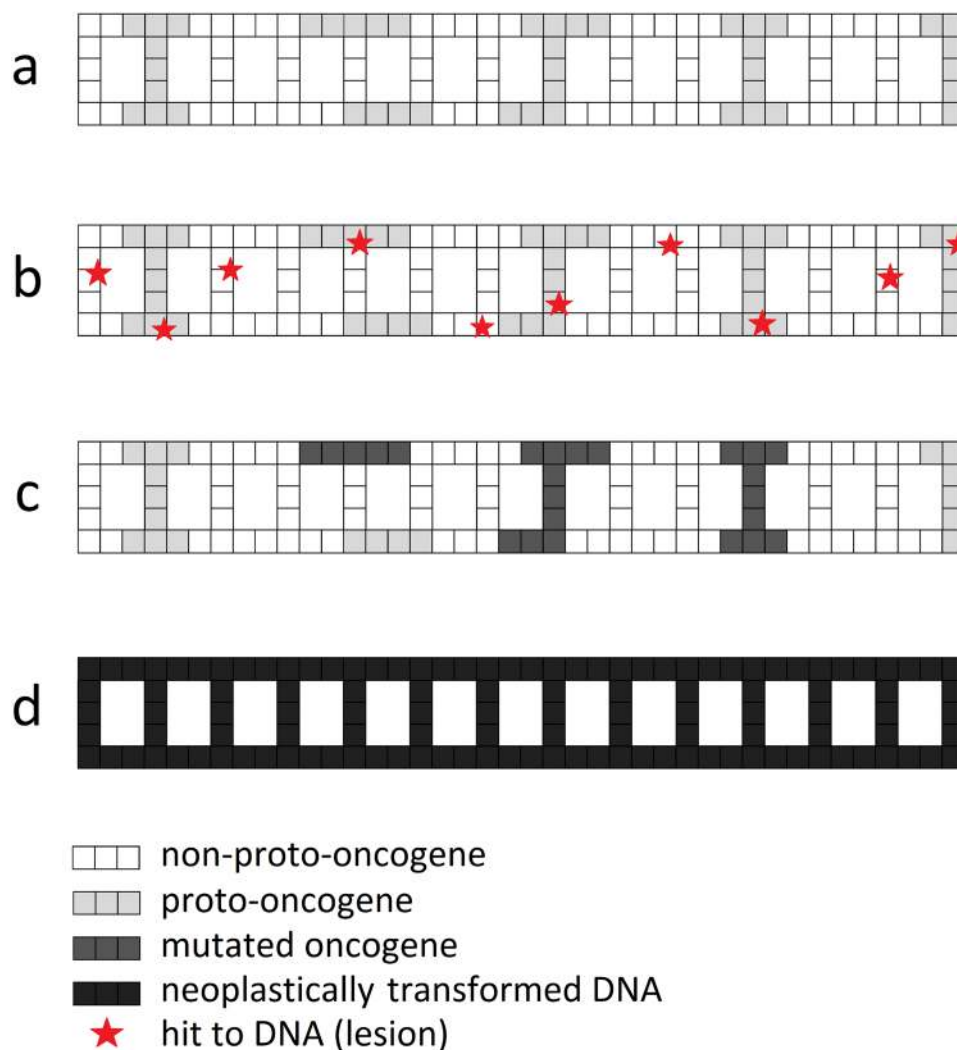 a
b
c
d
non-proto-oncogene
proto-oncogene
mutated oncogene
neoplastically transformed DNA
hit to DNA (lesion)